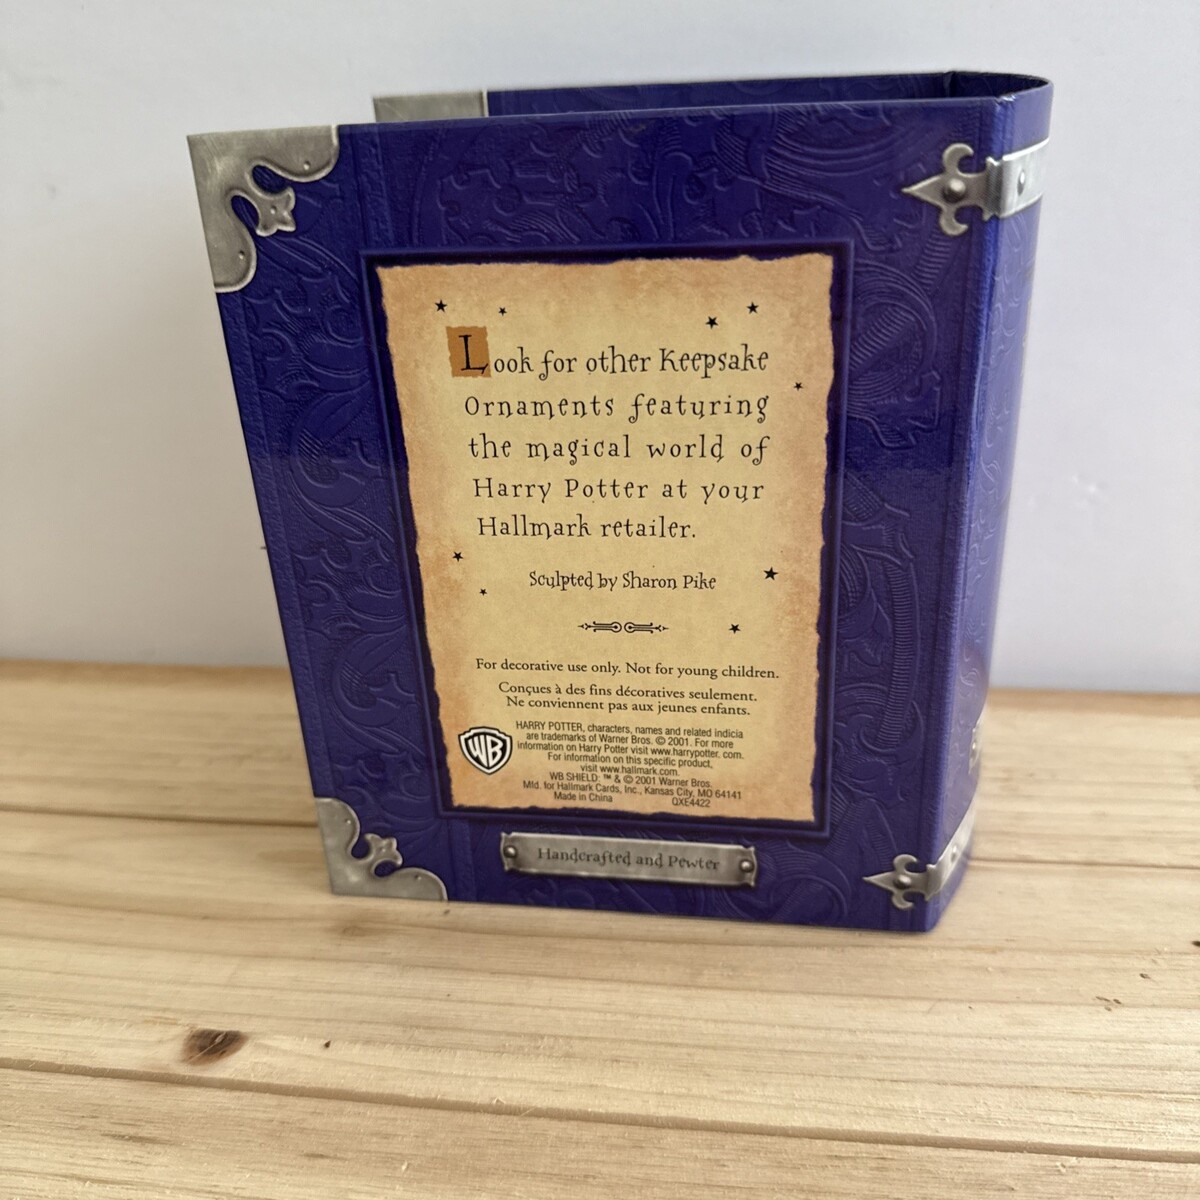 Look for other Keepsake
Ornaments featuring
the magical world of
Harry Potter at your
Hallmark retailer.
Sculpted by Sharon Pike
For decorative use only. Not for young children.
Conçues à des fins décoratives seulement.
Ne conviennent pas aux jeunes enfants.
WB
HARRY POTTER, characters, names and related indicia
are trademarks of Warner Bros. © 2001. For more
information on Harry Potter visit www.harrypotter. com.
For information on this specific product,
visit www.hallmark.com.
WB SHIELD: ™ & © 2001 Warner Bros.
Mfd. for Hallmark Cards, Inc., Kansas City, MO 64141
Made in China QXE4422
Handcrafted and Pewter